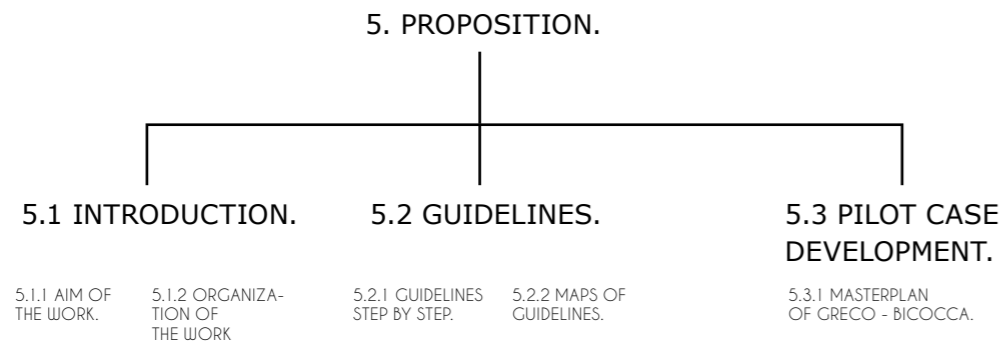 5. PROPOSITION.
5.1 INTRODUCTION.
5.2 GUIDELINES.
5.3 PILOT CASE
DEVELOPMENT.
5.1.1 AIM OF
THE WORK.
5.1.2 ORGANIZA-
TION OF
THE WORK
5.2.1 GUIDELINES
STEP BY STEP.
5.2.2 MAPS OF
GUIDELINES.
5.3.1 MASTERPLAN
OF GRECO - BICOCCA.